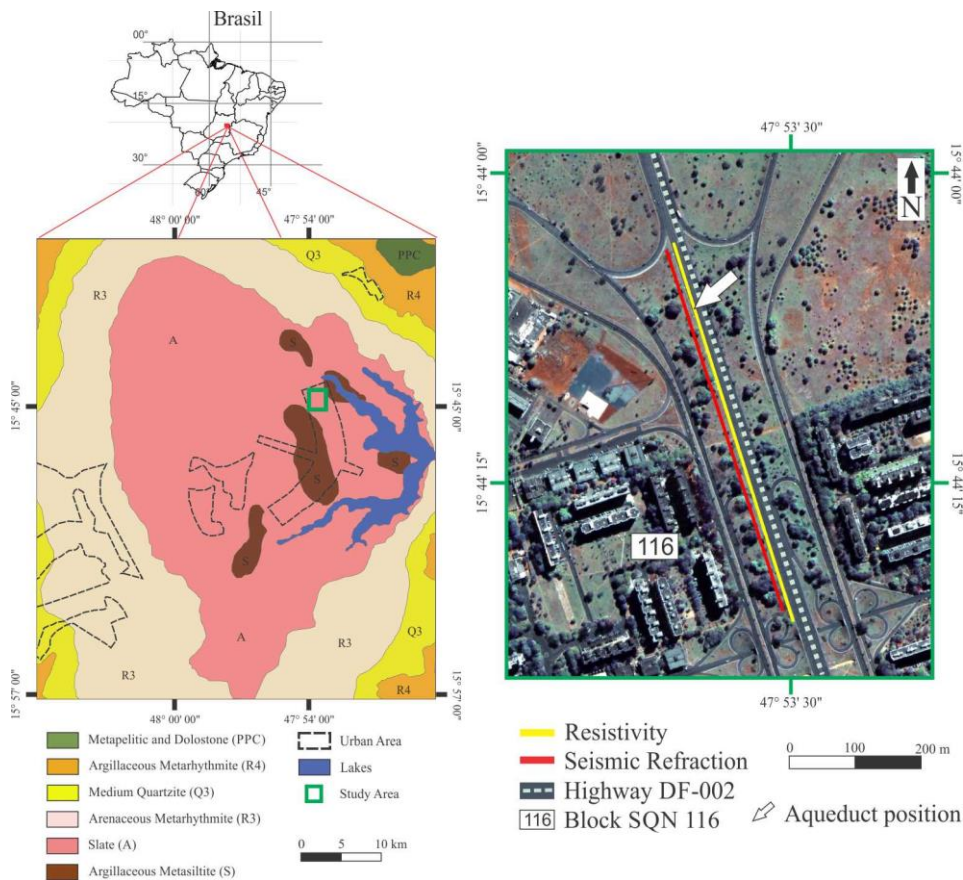 Brasil
00°
15°
30°
60
45°
48° 00' 00"
47° 54' 00"
Q3
PPC
R4
R3
A
S
15° 45' 00"
15° 45' 00"
S
S
S
A
R3
R3
Q3
R4
15° 57' 00"
15° 57' 00"
48° 00' 00"
47° 54' 00"
Metapelitic and Dolostone (PPC)
Argillaceous Metarhythmite (R4)
Medium Quartzite (Q3)
Arenaceous Metarhythmite (R3)
Slate (A)
Argillaceous Metasiltite (S)
Urban Area
Lakes
Study Area
0 5 10 km
47° 53' 30"
15° 44' 00"
15° 44' 00"
N
15° 44' 15"
15° 44' 15"
116
47° 53' 30"
Resistivity
Seismic Refraction
Highway DF-002
116 Block SQN 116
0 100 200 m
Aqueduct position